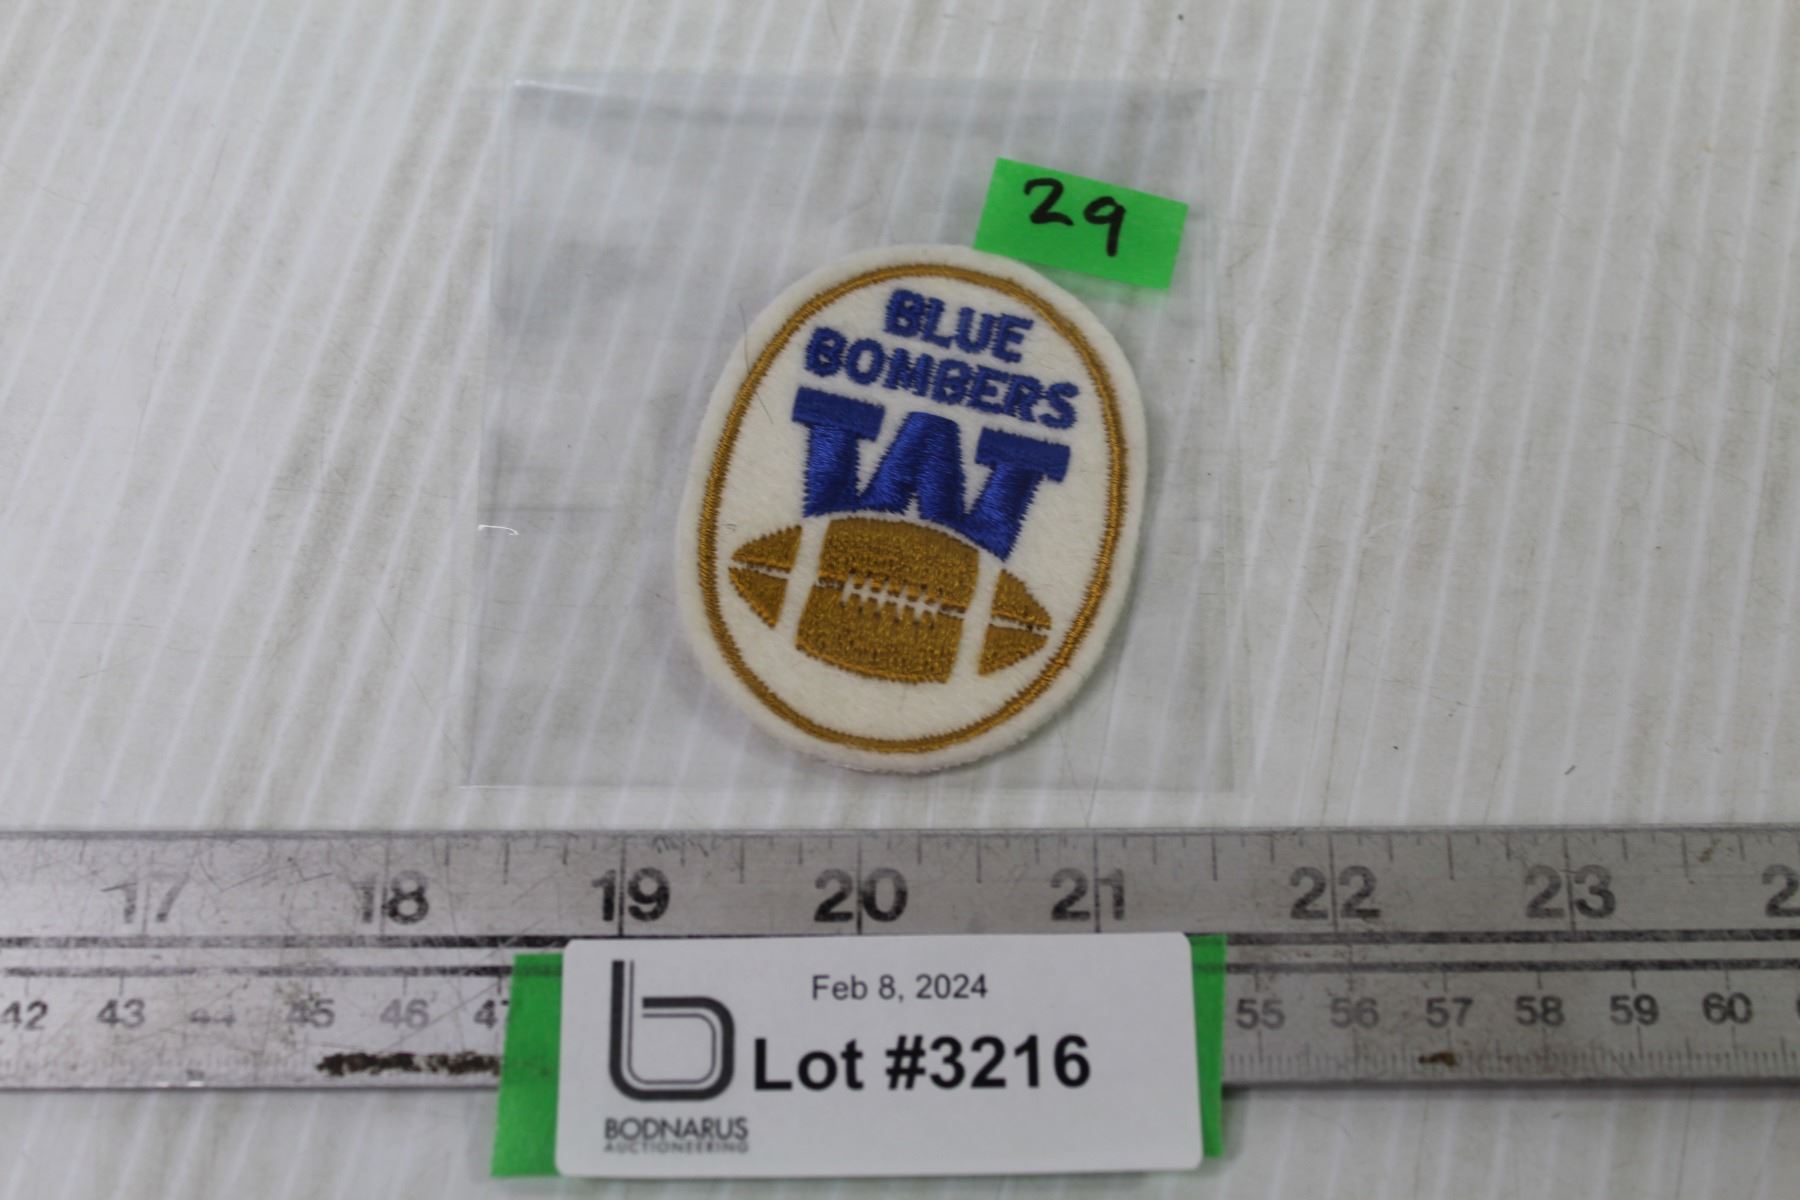 29
BLUE
BOMBERS
W
17 18 19 20 21 22 23 2
42 43 44 45 46 47 55 56 57 58 59 60
Feb 8, 2024
Lot #3216
b
BODNARUS
AUCTIONEERING